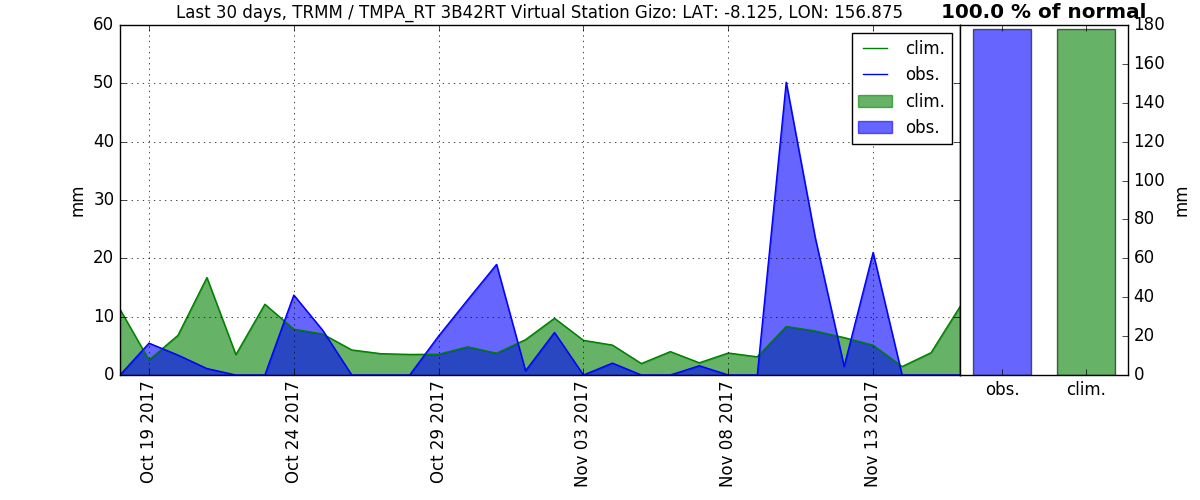 Last 30 days, TRMM / TMPA_RT 3B42RT Virtual Station Gizo: LAT: -8.125, LON: 156.875
100.0 % of normal
60
50
40
30
20
10
0
mm
clim.
obs.
clim.
obs.
Oct 19 2017
Oct 24 2017
Oct 29 2017
Nov 03 2017
Nov 08 2017
Nov 13 2017
180
160
140
120
100
80
60
40
20
0
mm
obs.
clim.